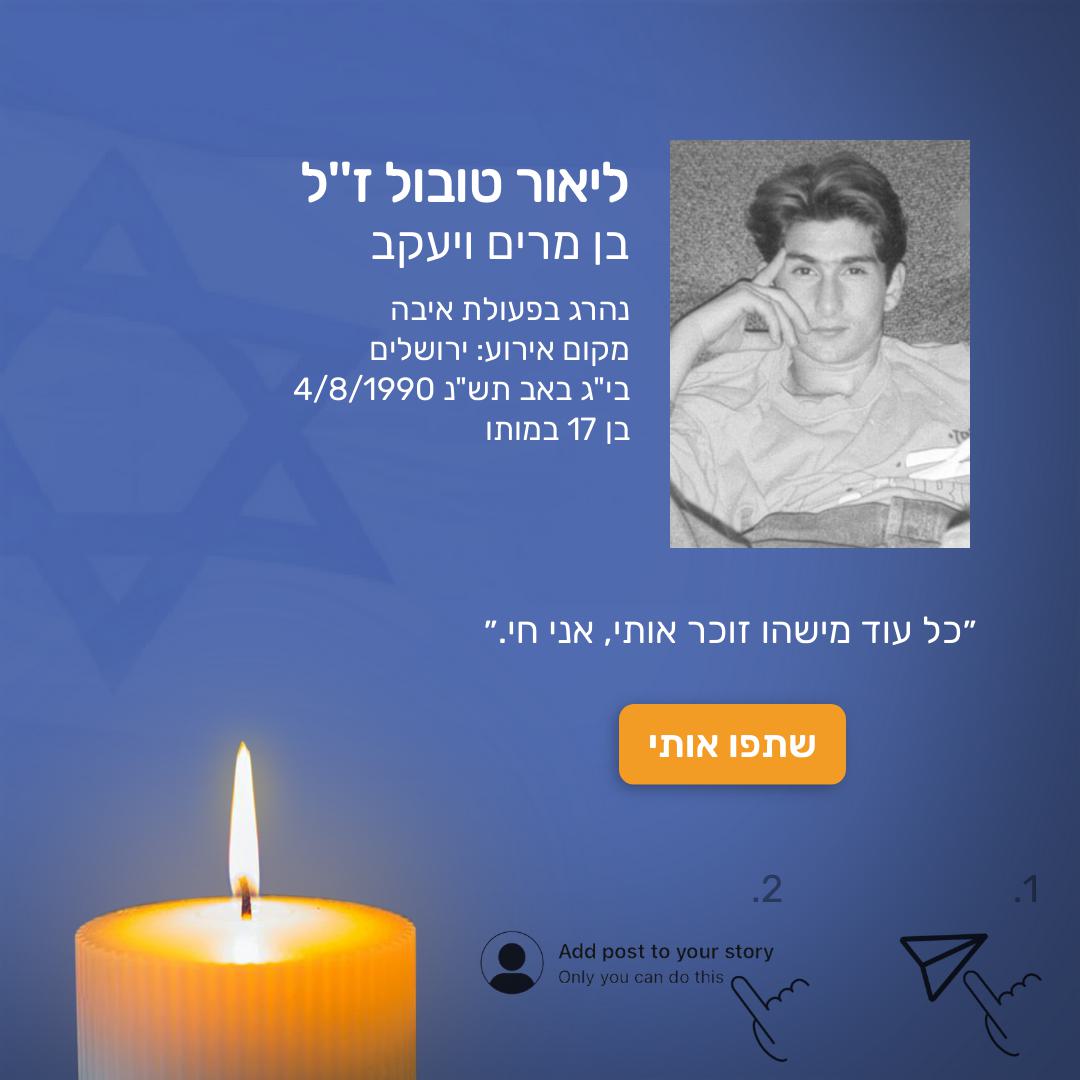 ליאור טובול ז"ל
בן מרים ויעקב
נהרג בפעולת איבה
מקום אירוע: ירושלים
בי"ג באב תש"נ 4/8/1990
בן 17 במותו
״כל עוד מישהו זוכר אותי, אני חי.״
שתפו אותי
1.
2.
Add post to your story
Only you can do this